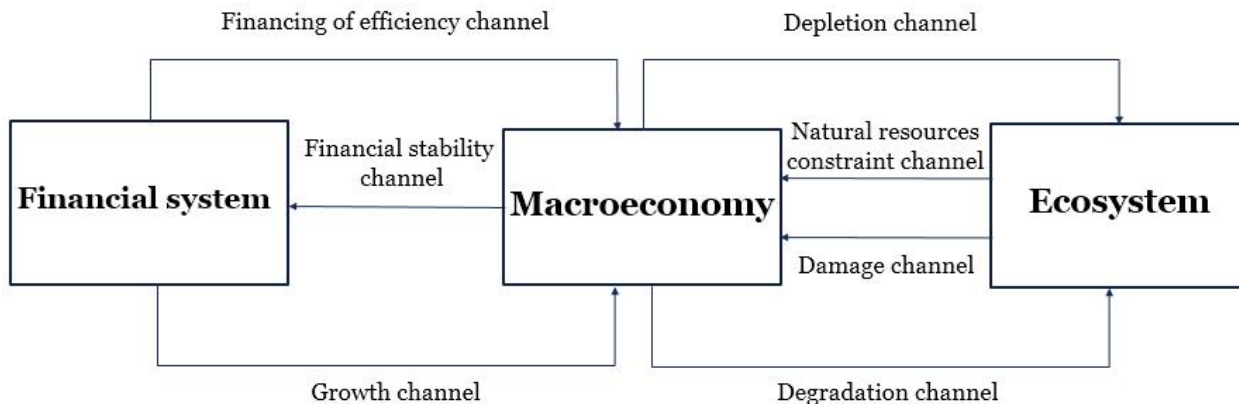 Financing of efficiency channel
Depletion channel
Financial stability
channel
Natural resources
constraint channel
Financial system
Macroeconomy
Ecosystem
Damage channel
Growth channel
Degradation channel